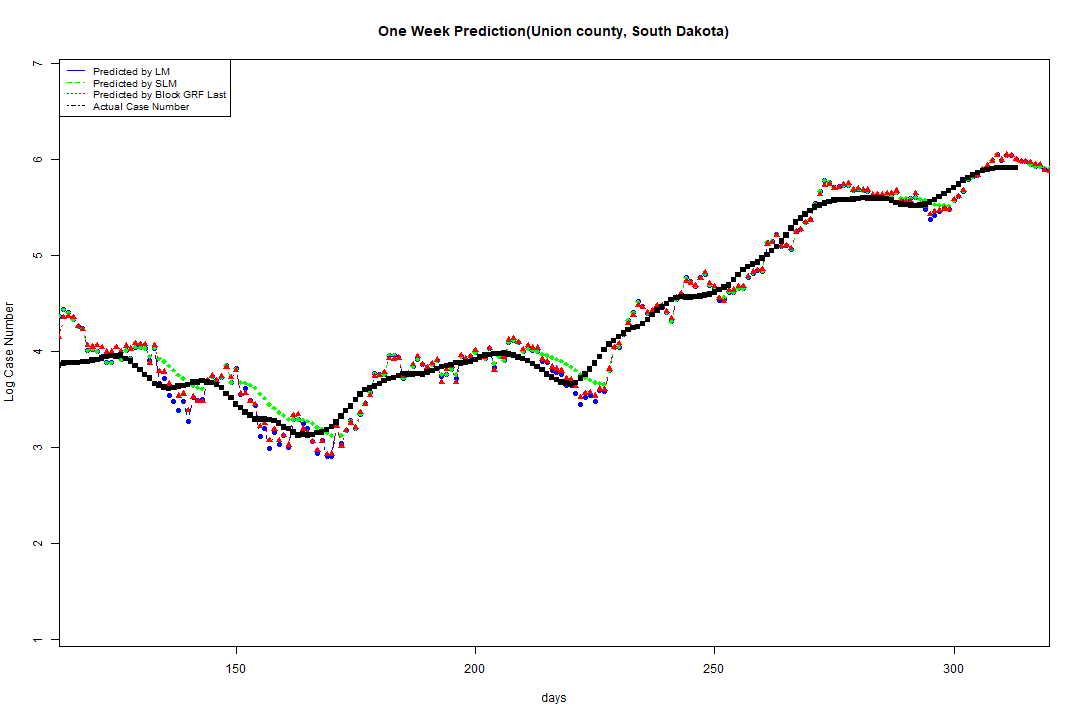 One Week Prediction(Union county, South Dakota)
Predicted by LM
Predicted by SLM
Predicted by Block GRF Last
Actual Case Number
7
6
5
4
3
2
1
Log Case Number
150
200
250
300
days